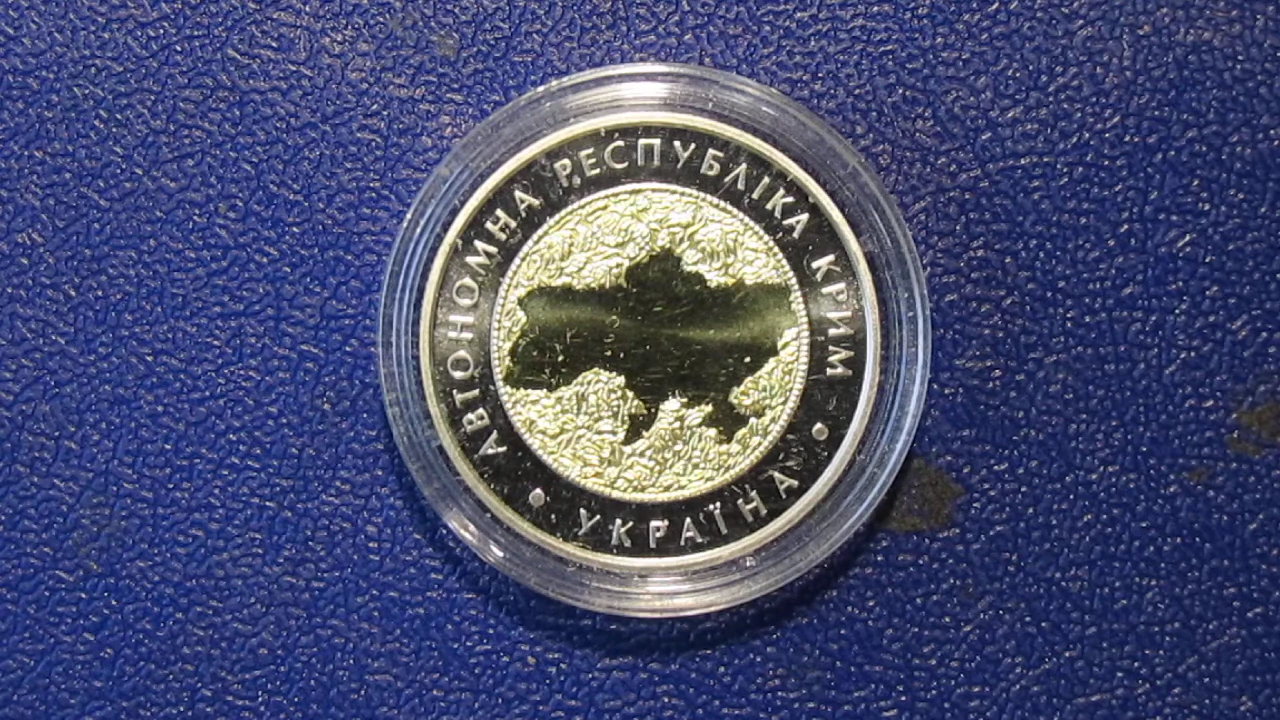 АВТОНОМНА РЕСПУБЛІКА КРИМ
УКРАЇНА